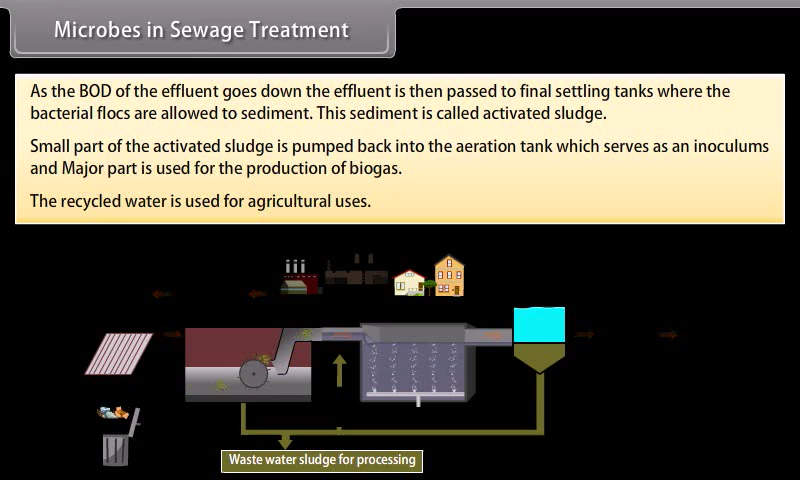 Microbes in Sewage Treatment
As the BOD of the effluent goes down the effluent is then passed to final settling tanks where the
bacterial flocs are allowed to sediment. This sediment is called activated sludge.
Small part of the activated sludge is pumped back into the aeration tank which serves as an inoculums
and Major part is used for the production of biogas.
The recycled water is used for agricultural uses.
Waste water sludge for processing